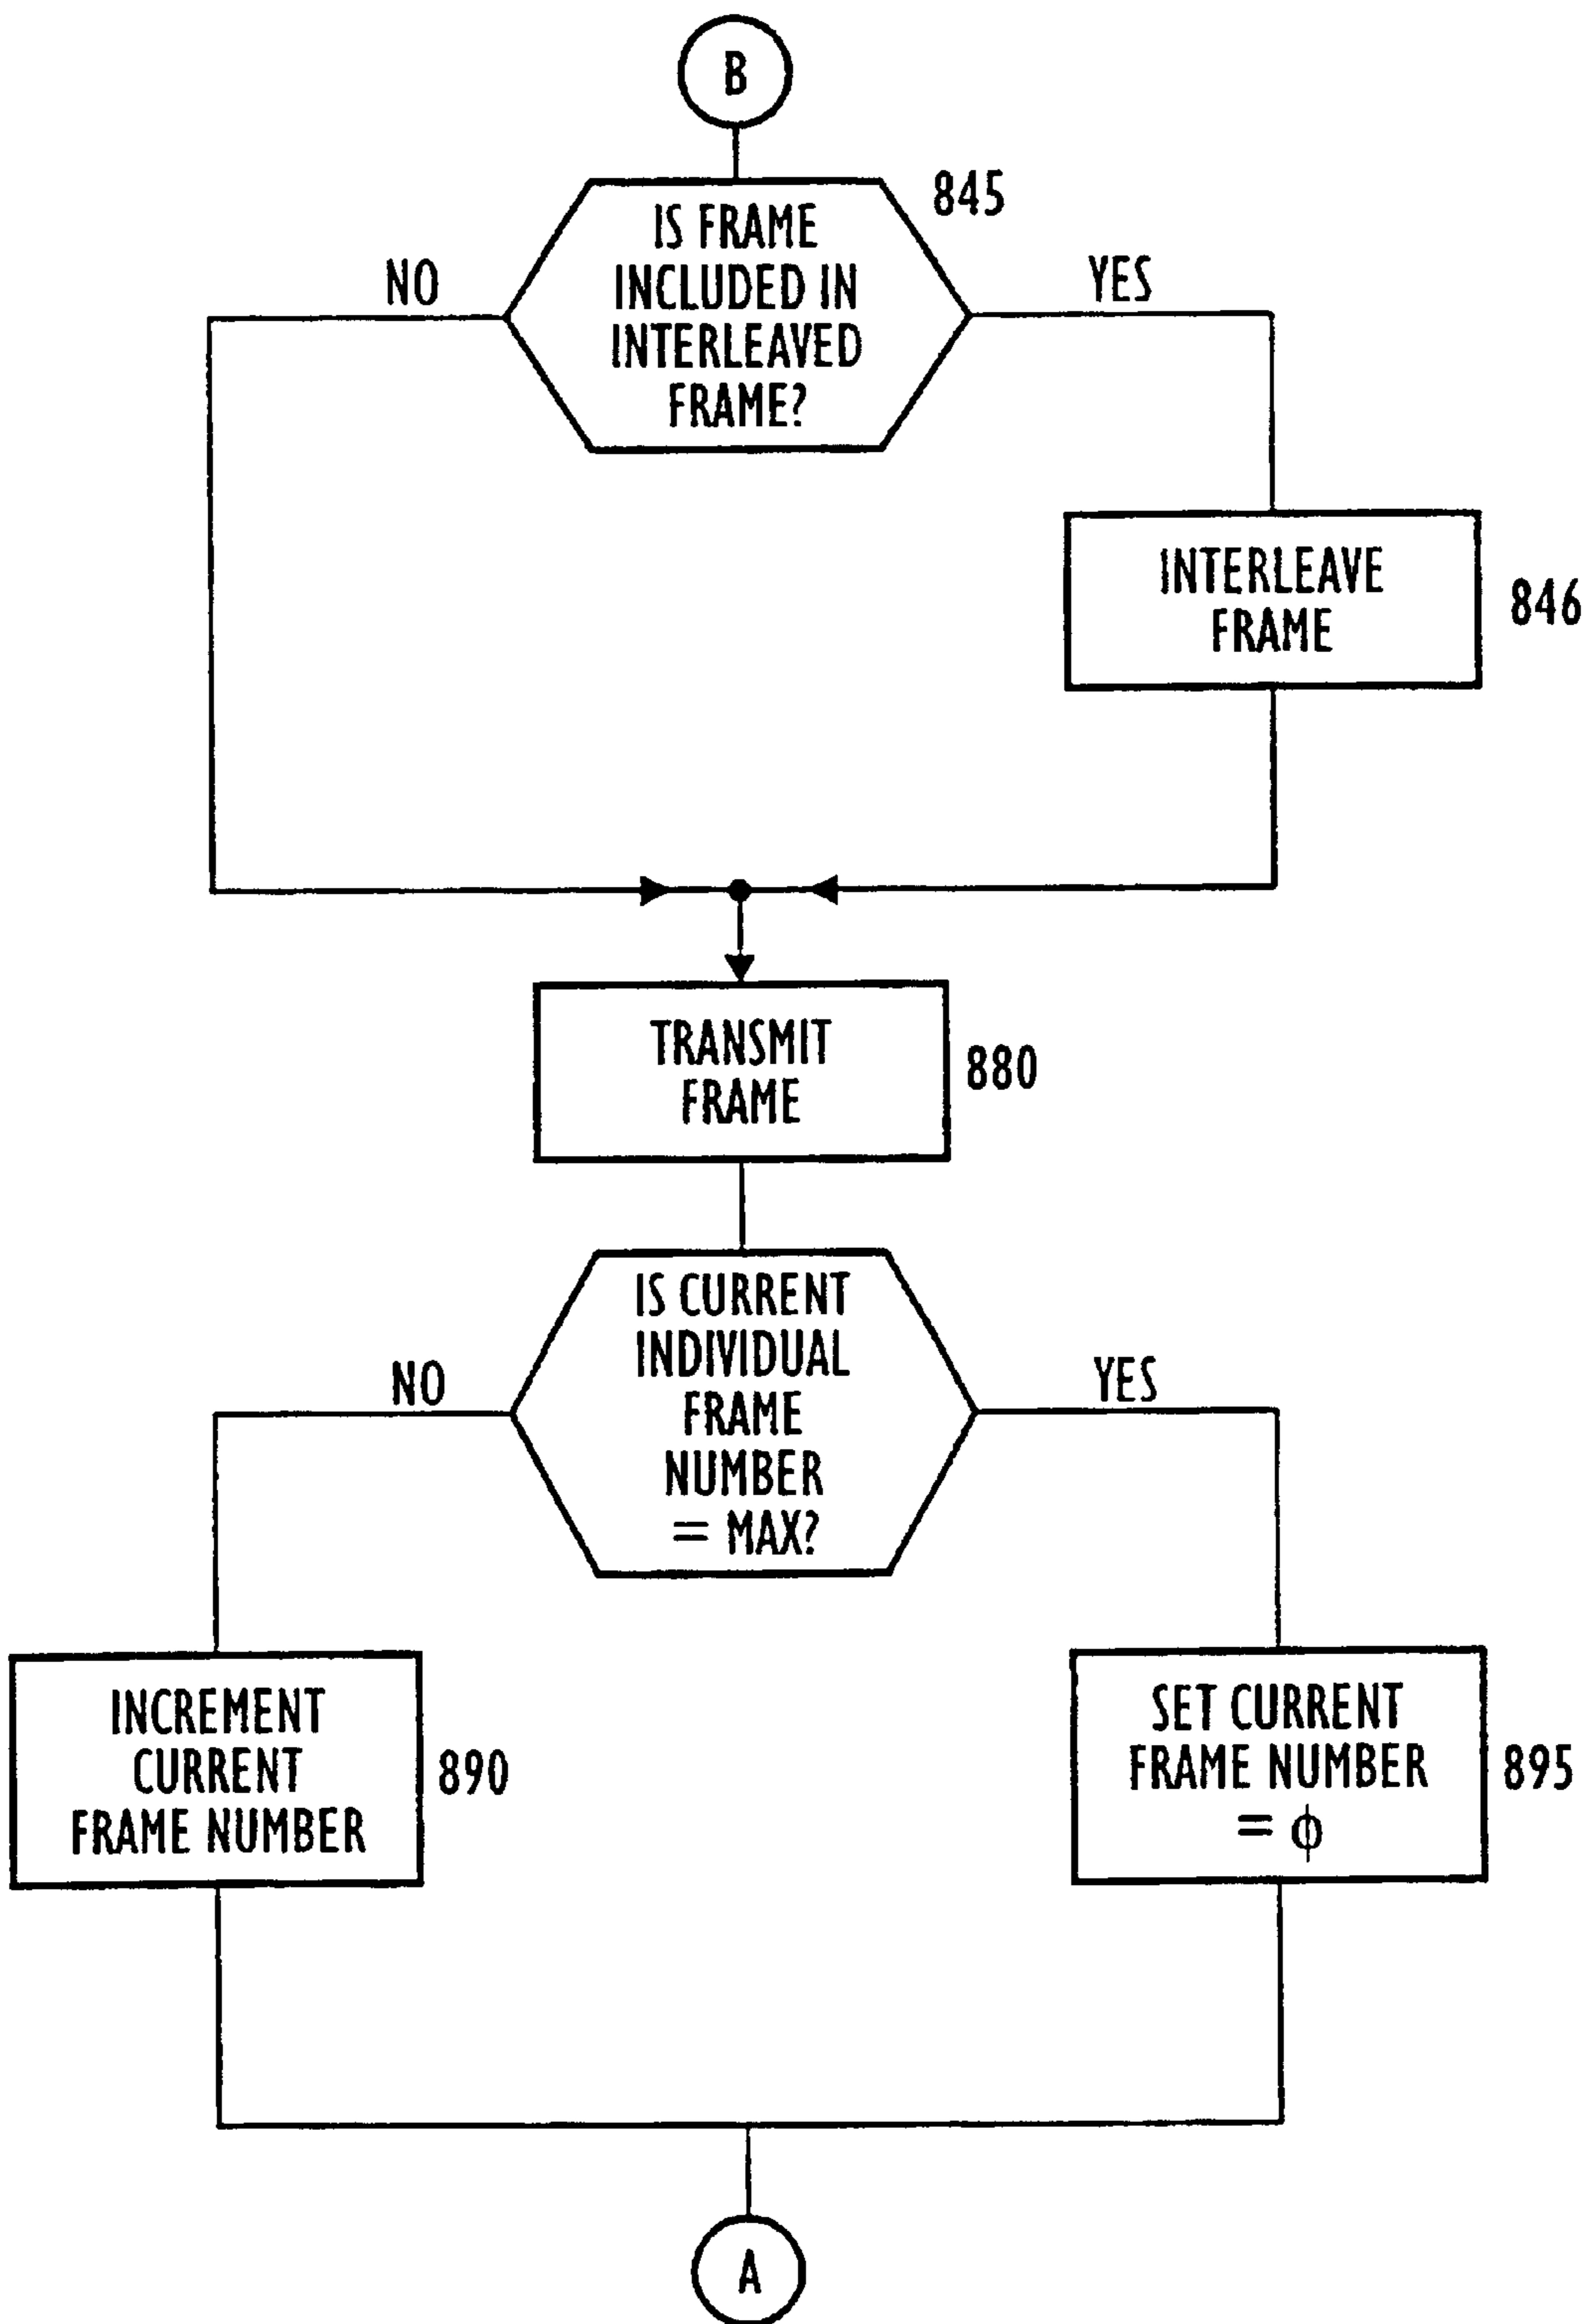 B
845
IS FRAME
INCLUDED IN
INTERLEAVED
FRAME?
NO
YES
INTERLEAVE
FRAME
846
TRANSMIT
FRAME
880
IS CURRENT
INDIVIDUAL
FRAME
NUMBER
= MAX?
NO
YES
INCREMENT
CURRENT
FRAME NUMBER
890
SET CURRENT
FRAME NUMBER
= ϕ
895
A